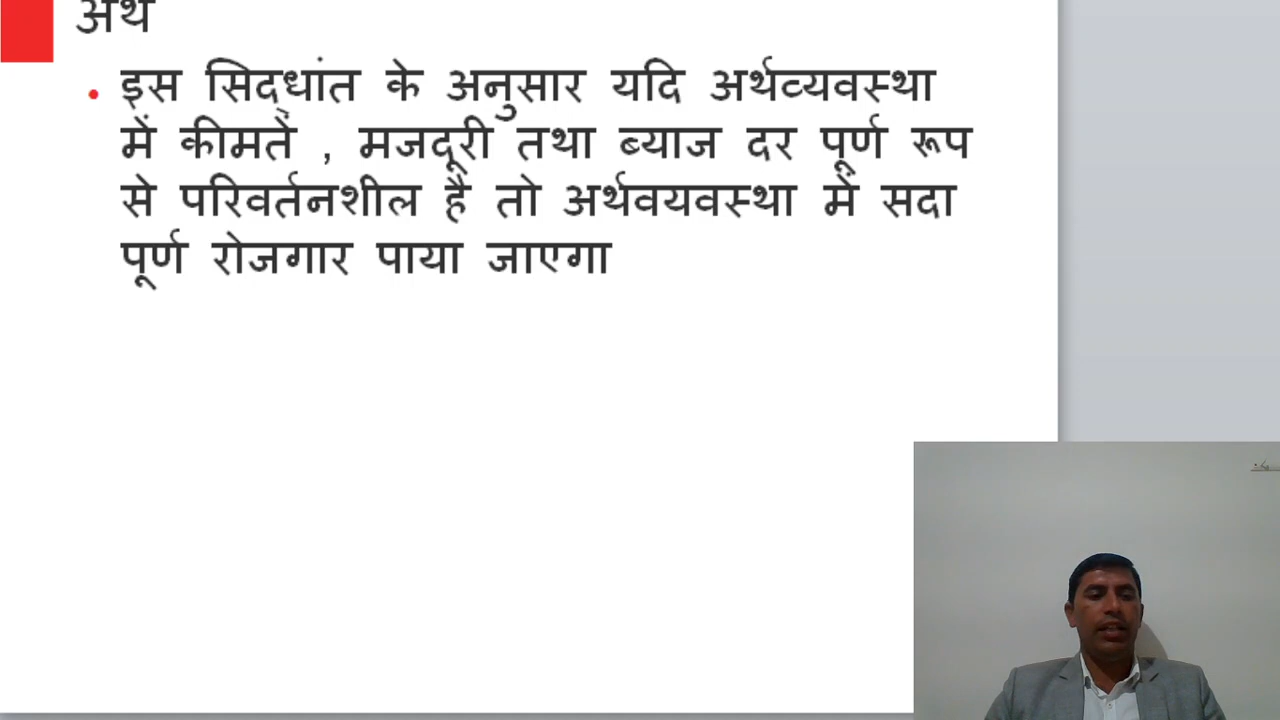 अर्थ
• इस सिद्धांत के अनुसार यदि अर्थव्यवस्था
में कीमतें , मजदूरी तथा ब्याज दर पूर्ण रूप
से परिवर्तनशील है तो अर्थवयवस्था में सदा
पूर्ण रोजगार पाया जाएगा